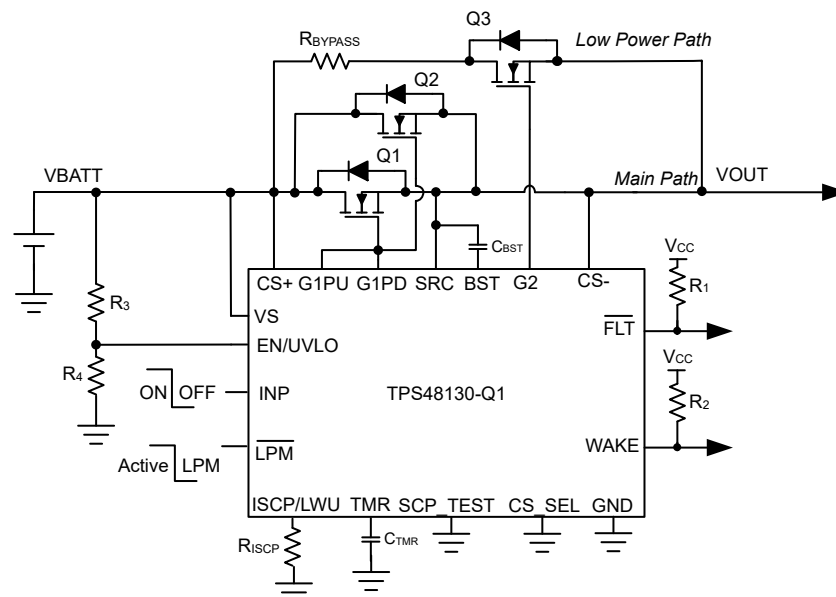 Q3
Low Power Path
RBYPASS
Q2
Q1
VBATT
Main Path
VOUT
CBST
VCC
CS+ G1PU G1PD SRC BST G2 CS-
R1
R3
VS
FLT
EN/UVLO
VCC
R4
ON OFF
INP
TPS48130-Q1
R2
Active LPM
LPM
WAKE
ISCP/LWU TMR SCP_TEST CS_SEL GND
RISCP
CTMR